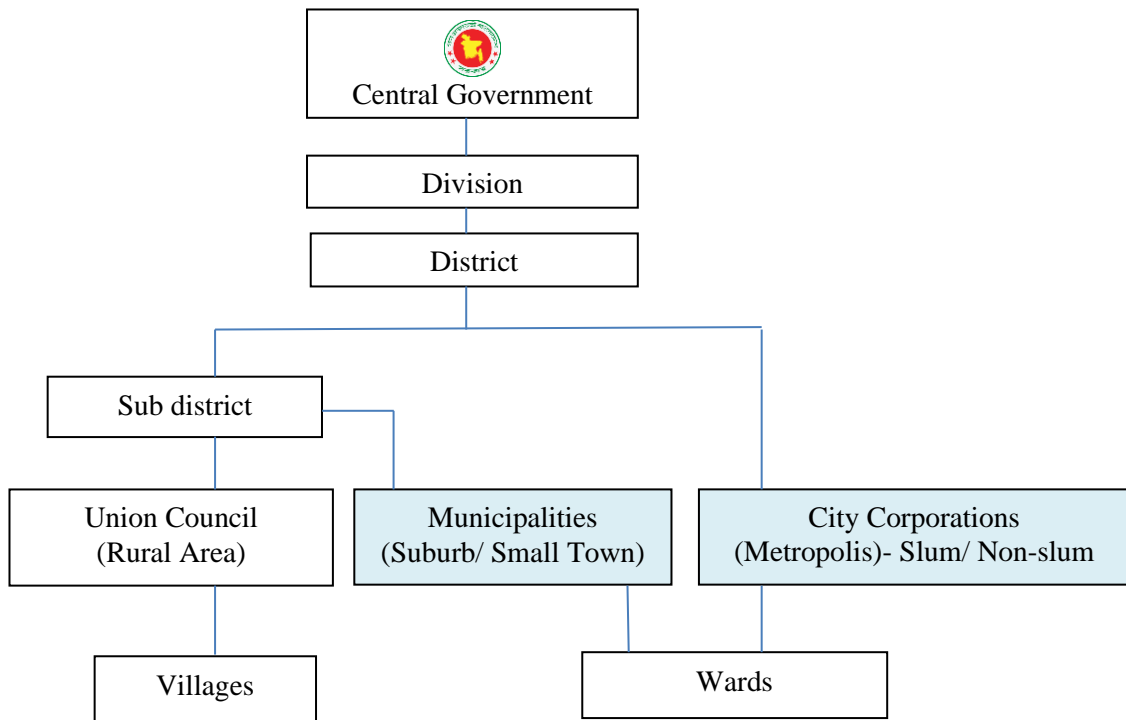 Central Government
Division
District
Sub district
Union Council
(Rural Area)
Municipalities
(Suburb/ Small Town)
City Corporations
(Metropolis)- Slum/ Non-slum
Villages
Wards